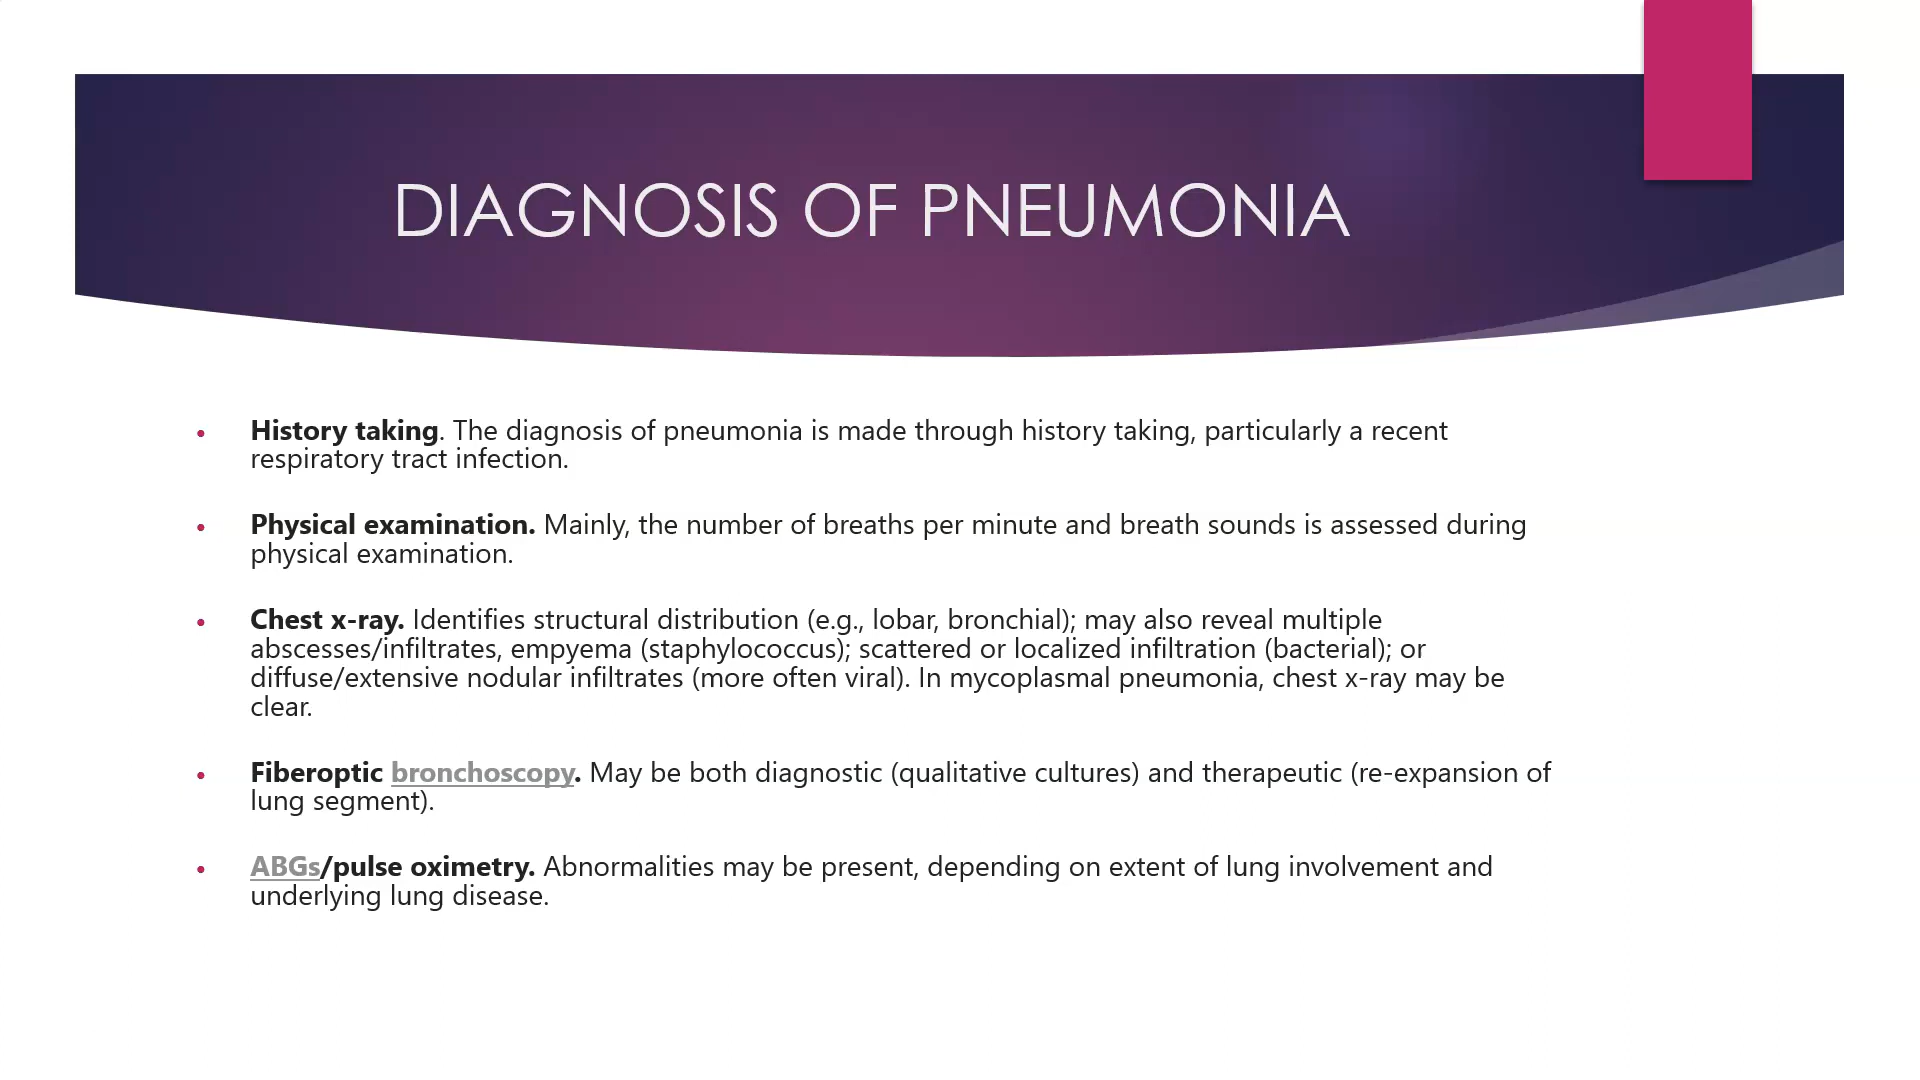 DIAGNOSIS OF PNEUMONIA
• History taking. The diagnosis of pneumonia is made through history taking, particularly a recent
respiratory tract infection.
• Physical examination. Mainly, the number of breaths per minute and breath sounds is assessed during
physical examination.
• Chest x-ray. Identifies structural distribution (e.g., lobar, bronchial); may also reveal multiple
abscesses/infiltrates, empyema (staphylococcus); scattered or localized infiltration (bacterial); or
diffuse/extensive nodular infiltrates (more often viral). In mycoplasmal pneumonia, chest x-ray may be
clear.
• Fiberoptic bronchoscopy. May be both diagnostic (qualitative cultures) and therapeutic (re-expansion of
lung segment).
• ABGs/pulse oximetry. Abnormalities may be present, depending on extent of lung involvement and
underlying lung disease.